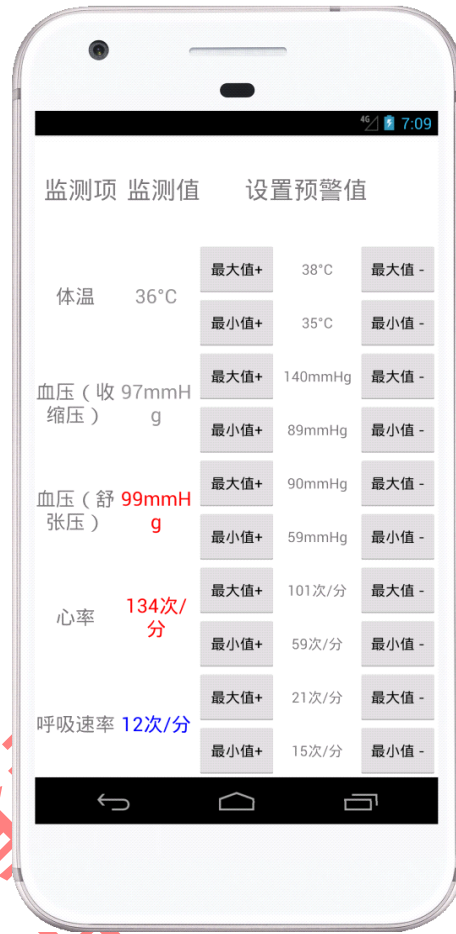 4G 7:09
监测项 监测值 设置预警值
最大值+ 38°C 最大值 -
体温 36°C
最小值+ 35°C 最小值 -
最大值+ 140mmHg 最大值 -
血压(收 97mmH
缩压) g
最小值+ 89mmHg 最小值 -
最大值+ 90mmHg 最大值 -
血压(舒 99mmH
张压) g
最小值+ 59mmHg 最小值 -
最大值+ 101次/分 最大值 -
心率 134次/
分
最小值+ 59次/分 最小值 -
最大值+ 21次/分 最大值 -
呼吸速率 12次/分
最小值+ 15次/分 最小值 -